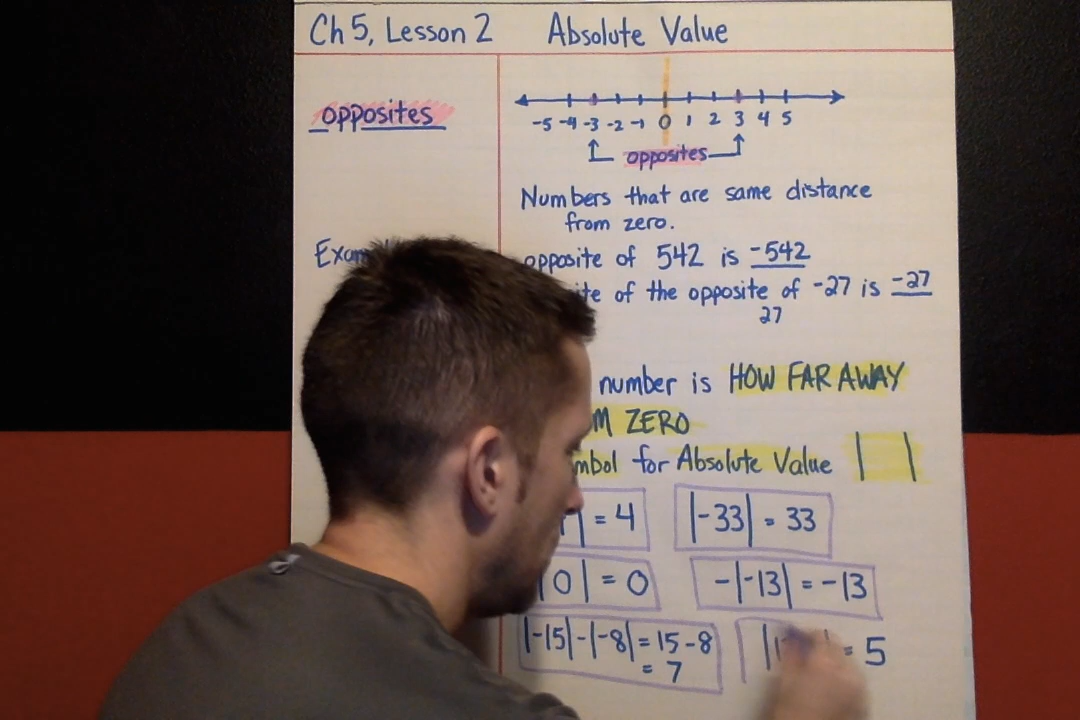 Ch 5, Lesson 2 Absolute Value
opposites
-5 -4 -3 -2 -1 0 1 2 3 4 5
opposites
Numbers that are same distance
from zero.
opposite of 542 is -542
of the opposite of -27 is -27
27
number is HOW FAR AWAY
ZERO
for Absolute Value | |
= 4 |-33| = 33
|0| = 0 -|-13| = -13
|-15|-|-8| = 15-8
= 7 = 5